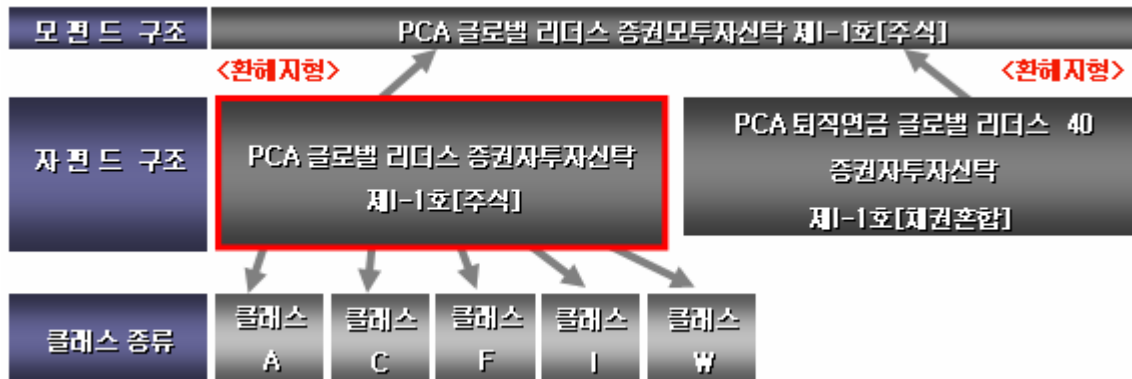 모 펀 드 구조
PCA 글로벌 리더스 증권모투자신탁 제I-1호[주식]
<환헤지형>
<환헤지형>
자 펀 드 구조
PCA 글로벌 리더스 증권자투자신탁
제I-1호[주식]
PCA 퇴직연금 글로벌 리더스 40
증권자투자신탁
제I-1호[채권혼합]
클래스 종류
클래스
A
클래스
C
클래스
F
클래스
I
클래스
W